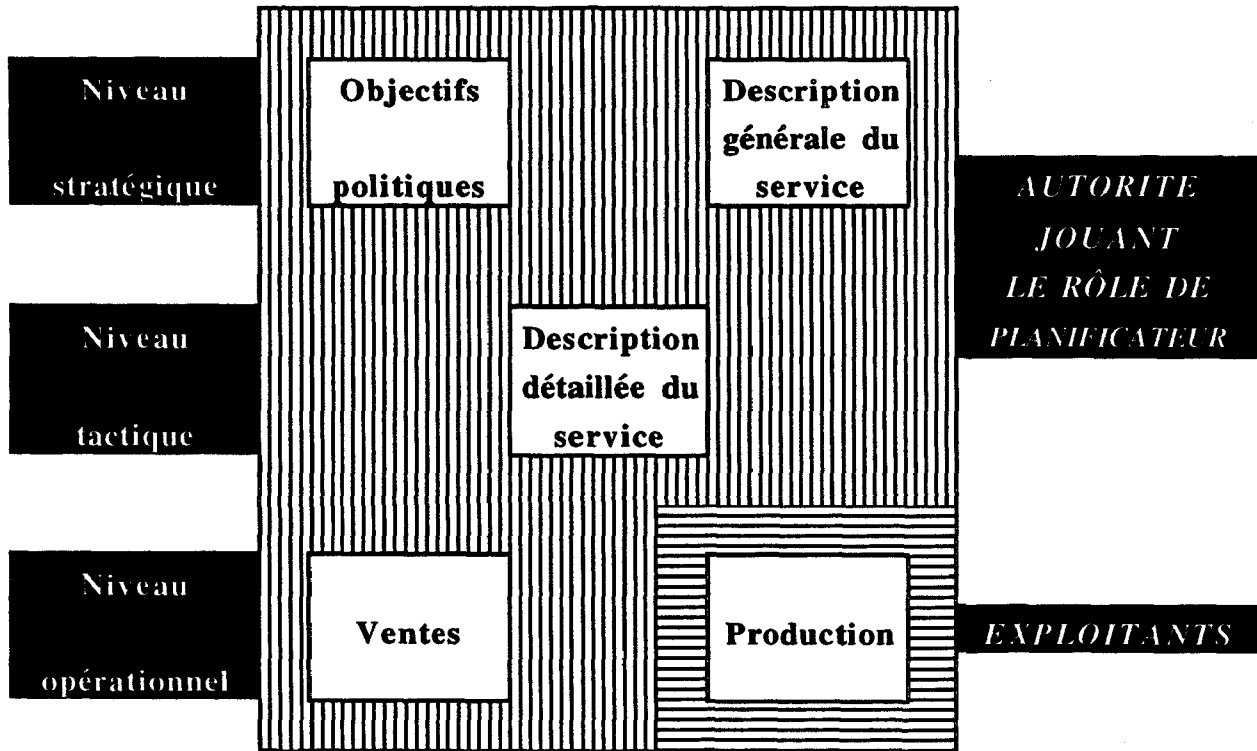 Niveau
stratégique
Objectifs
politiques
Description
générale du
service
AUTORITE
JOUANT
LE RÔLE DE
PLANIFICATEUR
Niveau
tactique
Description
détaillée du
service
Niveau
opérationnel
Ventes
Production
EXPLOITANTS